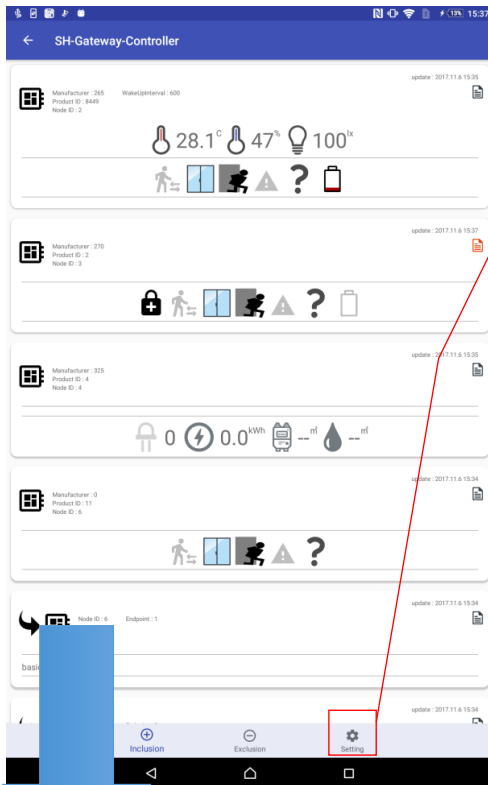 13% 15:37
SH-Gateway-Controller
update : 2017.11.6 15:35
Manufacturer : 265 WakeUpInterval : 600
Product ID : 8449
Node ID : 2
28.1°C 47% 100lx
?
update : 2017.11.6 15:37
Manufacturer : 270
Product ID : 2
Node ID : 3
?
update : 2017.11.6 15:35
Manufacturer : 325
Product ID : 4
Node ID : 4
0 0.0kWh --㎥ --㎥
update : 2017.11.6 15:34
Manufacturer : 0
Product ID : 11
Node ID : 6
?
update : 2017.11.6 15:34
Node ID : 6 Endpoint : 1
basi
update : 2017.11.6 15:34
Inclusion Exclusion Setting